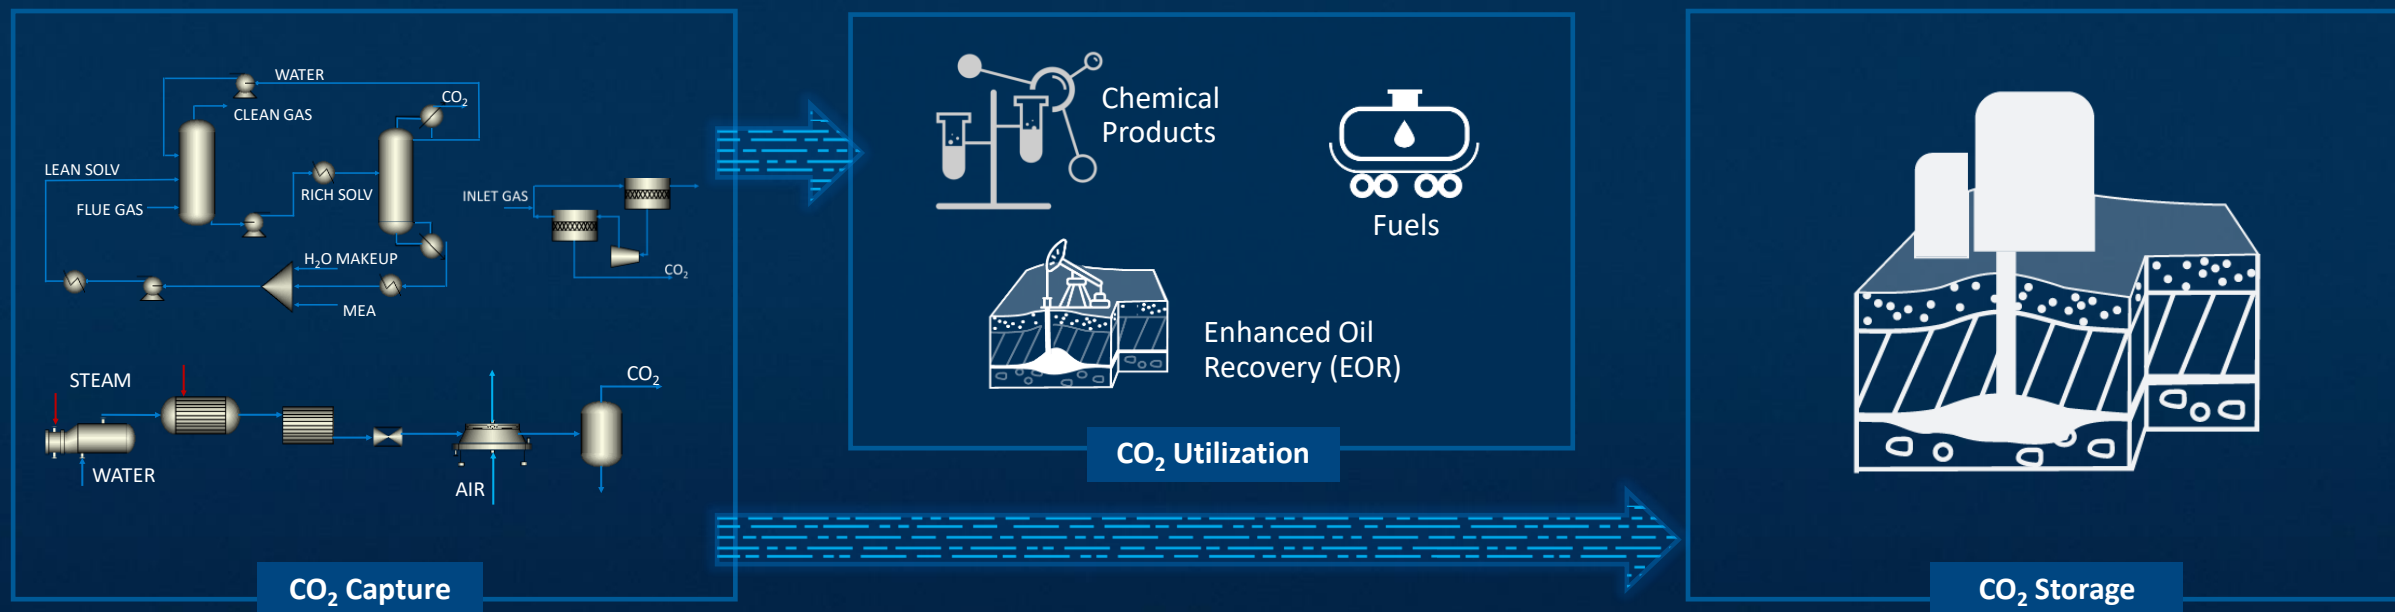 WATER
CO₂
CLEAN GAS
LEAN SOLV
RICH SOLV
FLUE GAS
H₂O MAKEUP
MEA
INLET GAS
CO₂
STEAM
CO₂
WATER
AIR
CO₂ Capture
Chemical
Products
Fuels
Enhanced Oil
Recovery (EOR)
CO₂ Utilization
CO₂ Storage